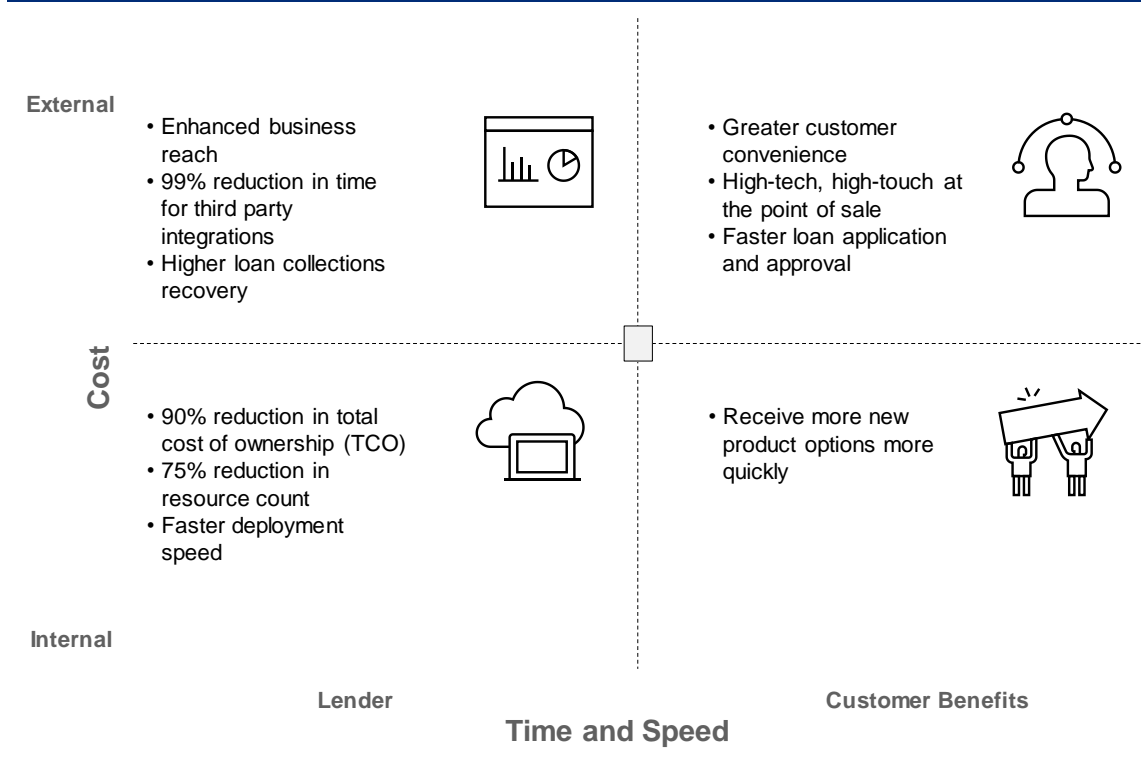 External
• Enhanced business
reach
• 99% reduction in time
for third party
integrations
• Higher loan collections
recovery
• Greater customer
convenience
• High-tech, high-touch at
the point of sale
• Faster loan application
and approval
Cost
• 90% reduction in total
cost of ownership (TCO)
• 75% reduction in
resource count
• Faster deployment
speed
• Receive more new
product options more
quickly
Internal
Lender
Customer Benefits
Time and Speed